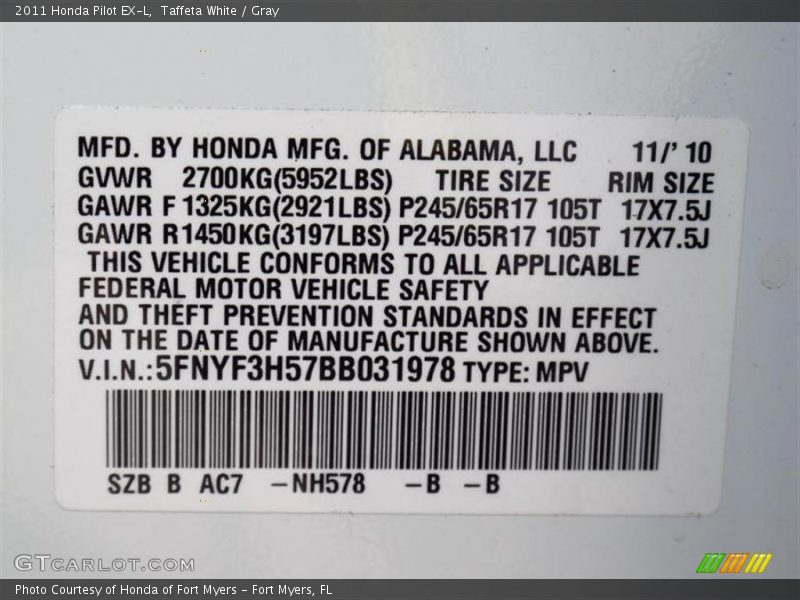 2011 Honda Pilot EX-L, Taffeta White / Gray
MFD. BY HONDA MFG. OF ALABAMA, LLC 11/' 10
GVWR 2700KG(5952LBS) TIRE SIZE RIM SIZE
GAWR F 1325KG(2921LBS) P245/65R17 105T 17X7.5J
GAWR R1450KG(3197LBS) P245/65R17 105T 17X7.5J
THIS VEHICLE CONFORMS TO ALL APPLICABLE
FEDERAL MOTOR VEHICLE SAFETY
AND THEFT PREVENTION STANDARDS IN EFFECT
ON THE DATE OF MANUFACTURE SHOWN ABOVE.
V.I.N.:5FNYF3H57BB031978 TYPE: MPV
SZB B AC7 -NH578 -B -B
GTCARLOT.COM
Photo Courtesy of Honda of Fort Myers - Fort Myers, FL